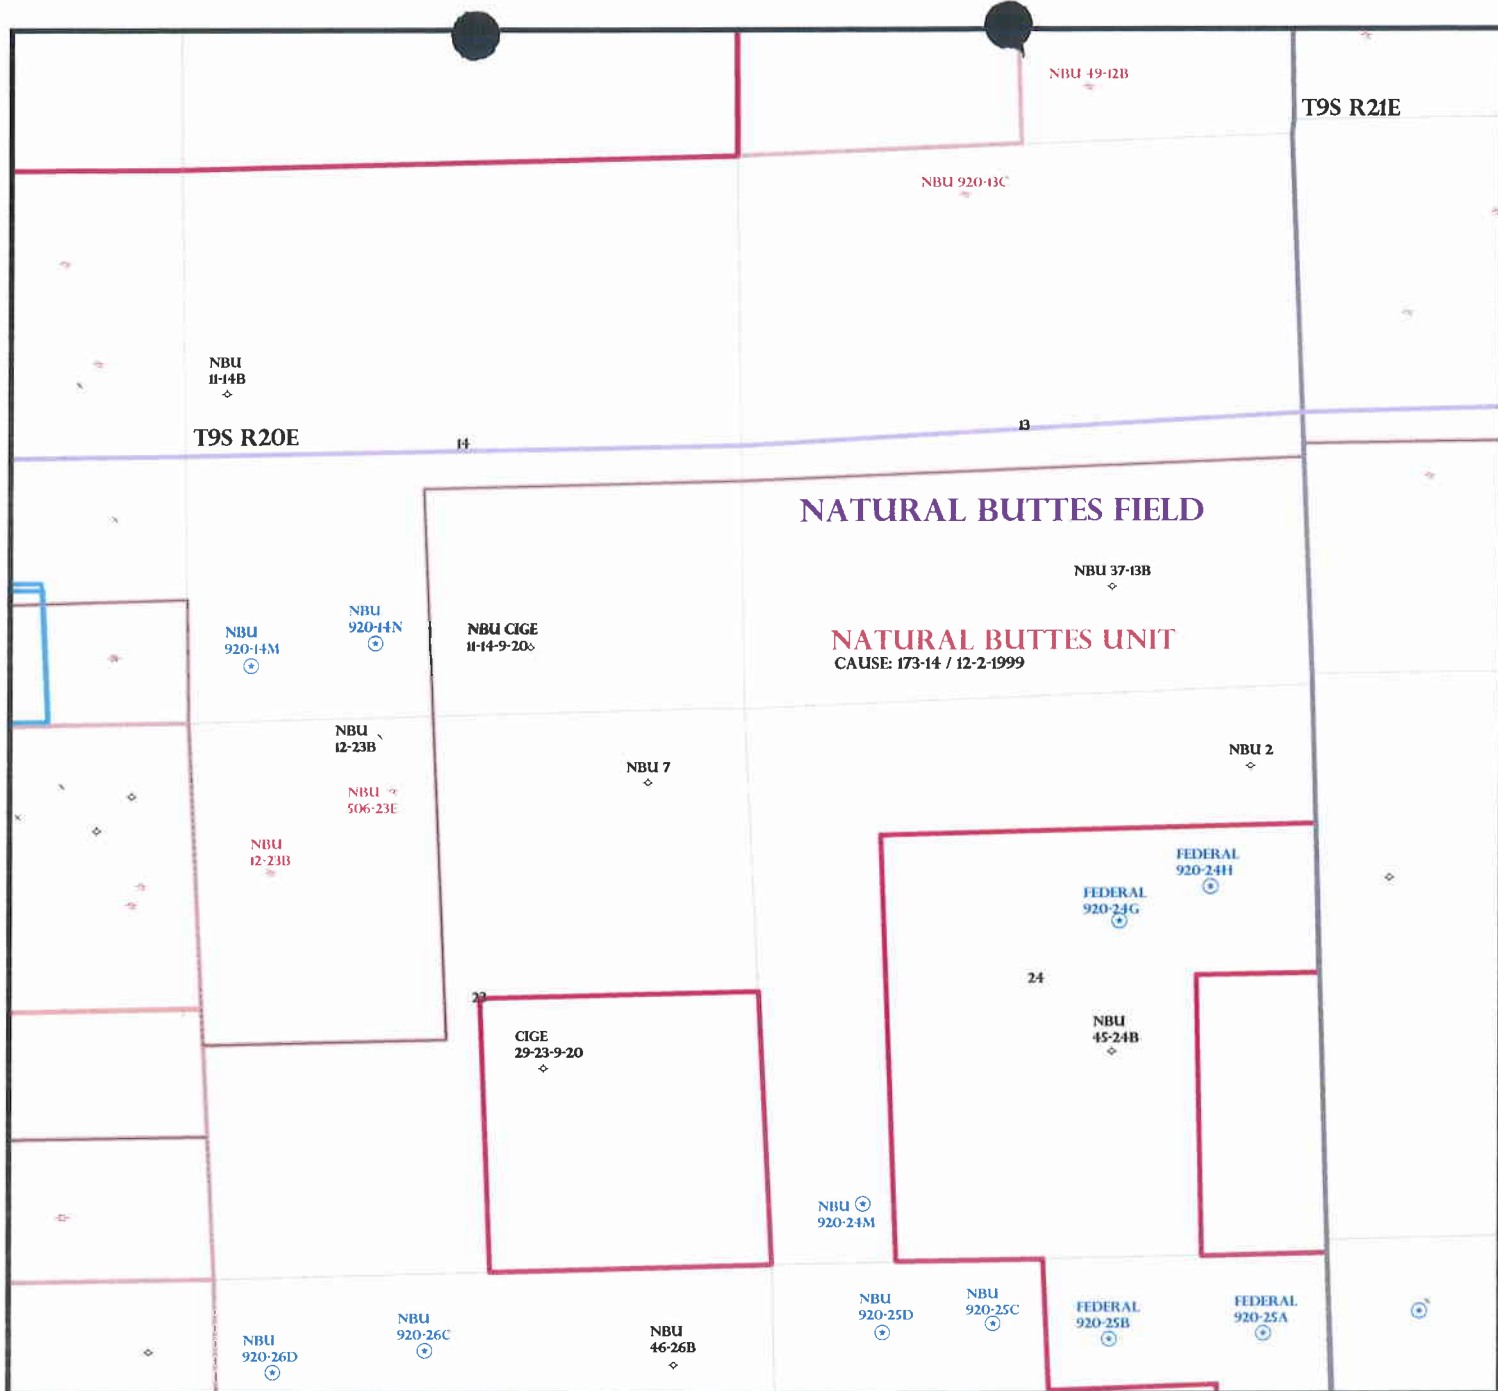 NBU 49-12B
T9S R21E
NBU 920-13C
NBU
11-14B
T9S R20E
14
13
NATURAL BUTTES FIELD
NBU 37-13B
NBU
920-14M
NBU
920-14N
NBU CIGE
11-14-9-20
NATURAL BUTTES UNIT
CAUSE: 173-14 / 12-2-1999
NBU
12-23B
NBU 7
NBU 2
NBU
506-23E
NBU
12-23B
FEDERAL
920-24H
FEDERAL
920-24G
24
23
CIGE
29-23-9-20
NBU
45-24B
NBU
920-24M
NBU
920-25D
NBU
920-25C
FEDERAL
920-25B
FEDERAL
920-25A
NBU
920-26D
NBU
920-26C
NBU
46-26B